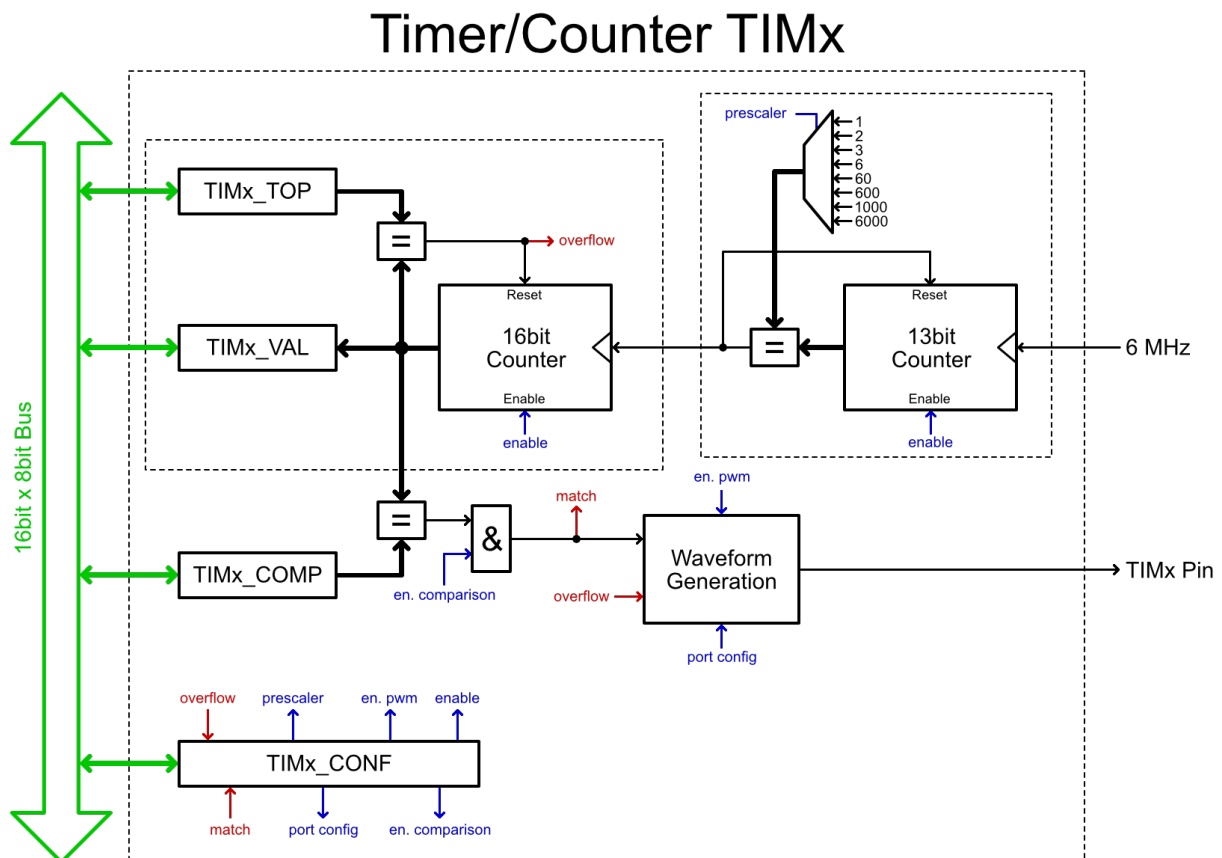 Timer/Counter TIMx
16bit x 8bit Bus
prescaler
1
2
3
6
60
600
1000
6000
TIMx_TOP
=
overflow
Reset
16bit
Counter
Enable
enable
TIMx_VAL
=
Reset
13bit
Counter
Enable
enable
6 MHz
=
&
en. comparison
match
TIMx_COMP
en. pwm
Waveform
Generation
overflow
port config
TIMx Pin
overflow
prescaler
en. pwm
enable
TIMx_CONF
match
port config
en. comparison